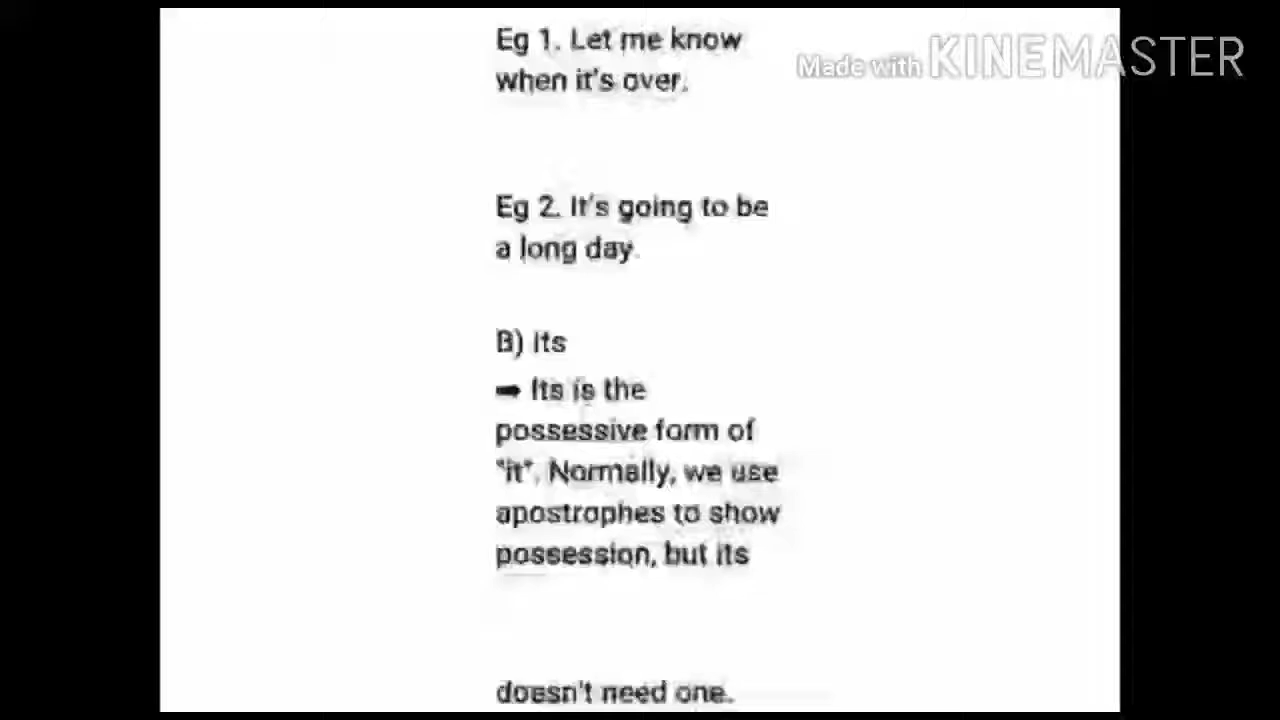 Eg 1. Let me know
when it's over.
Made with KINEMASTER
Eg 2. It's going to be
a long day.
B) Its
➡ Its is the
possessive form of
"it". Normally, we use
apostrophes to show
possession, but its
doesn't need one.